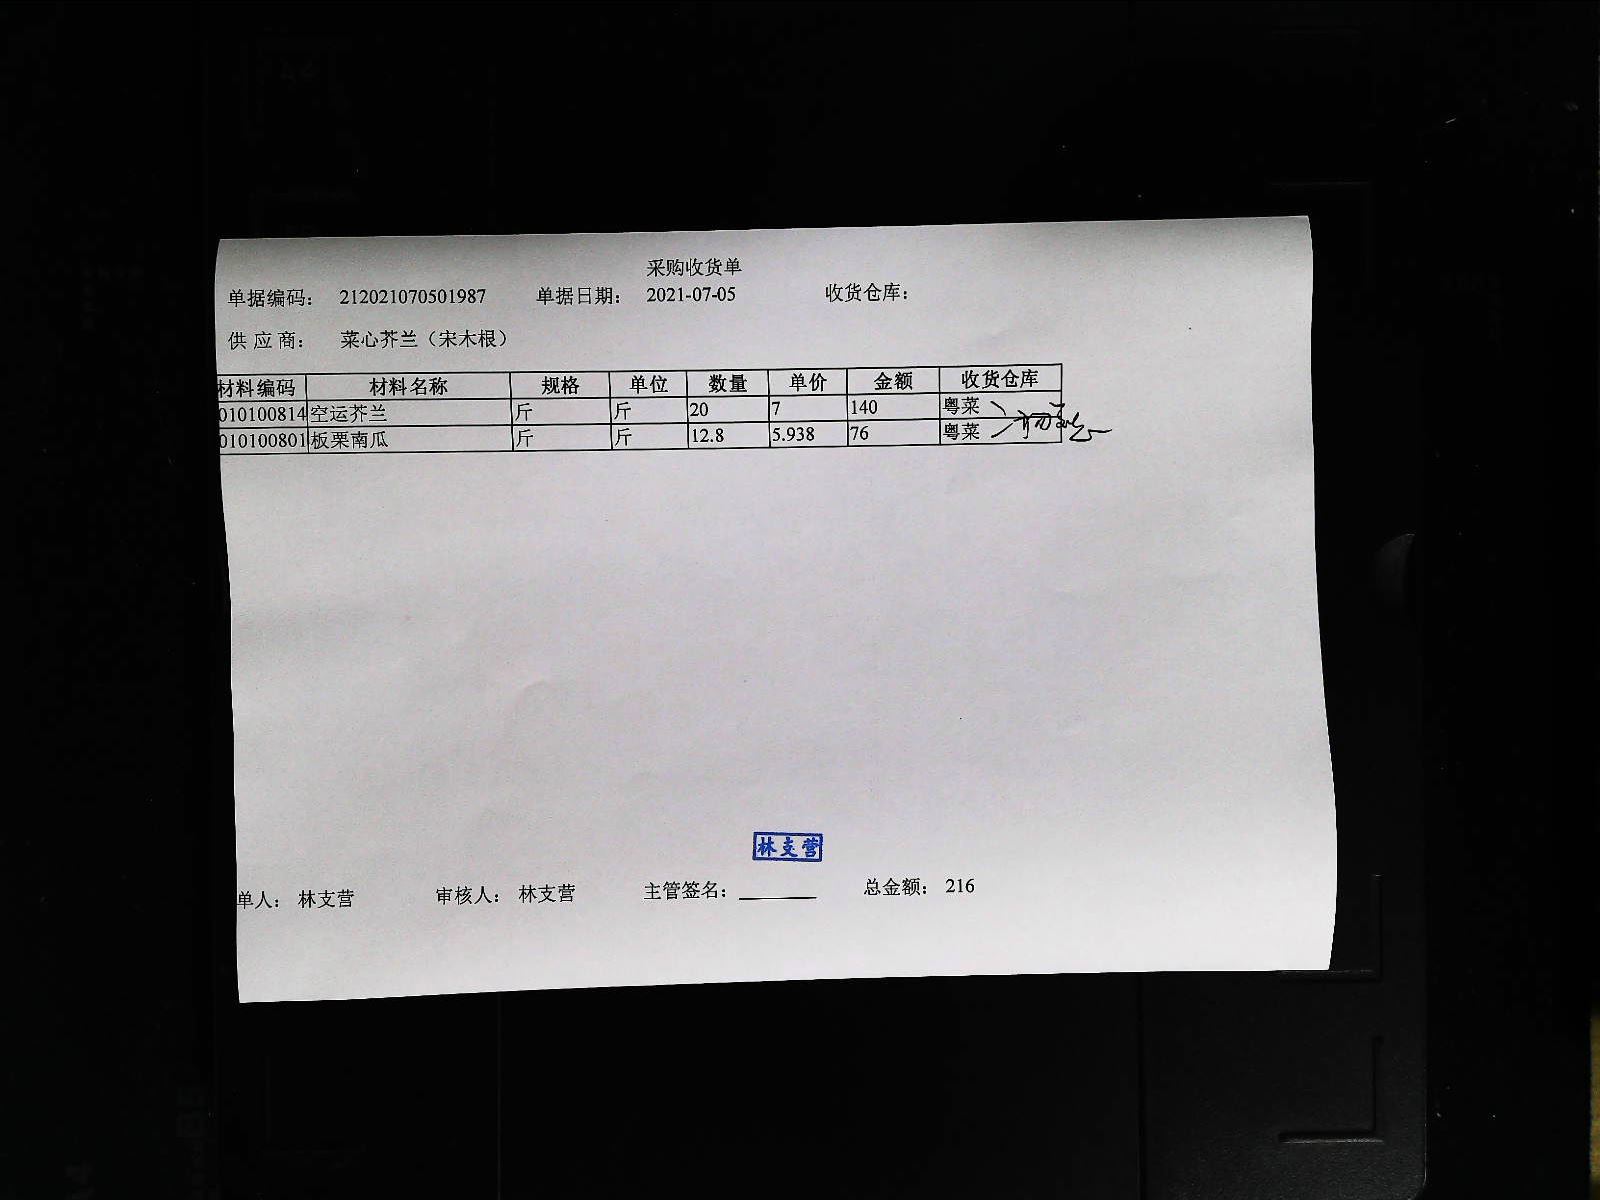 采购收货单
单据编码： 212021070501987 单据日期： 2021-07-05 收货仓库：
供应商： 菜心芥兰（宋木根）
材料编码 材料名称 规格 单位 数量 单价 金额 收货仓库
010100814 空运芥兰 斤 斤 20 7 140 粤菜
010100801 板栗南瓜 斤 斤 12.8 5.938 76 粤菜
林支营
单人： 林支营 审核人： 林支营 主管签名： 总金额： 216